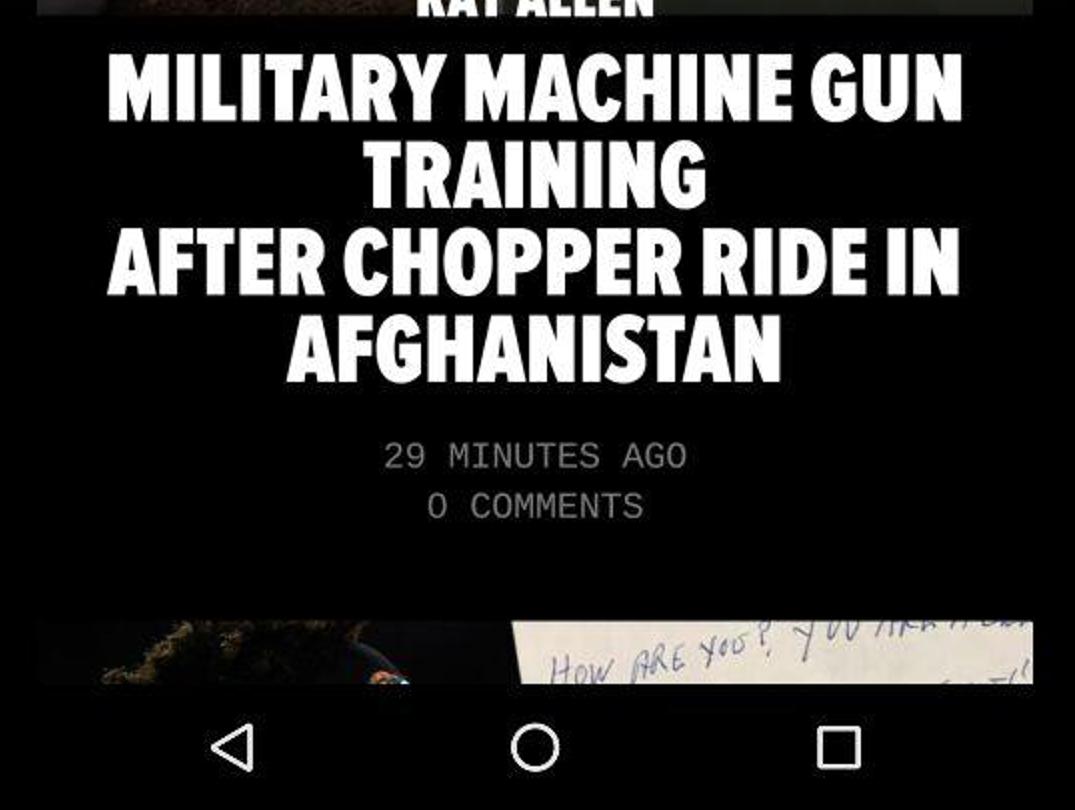 RAY ALLEN
MILITARY MACHINE GUN
TRAINING
AFTER CHOPPER RIDE IN
AFGHANISTAN
29 MINUTES AGO
0 COMMENTS
HOW ARE YOU? YOU ARE A